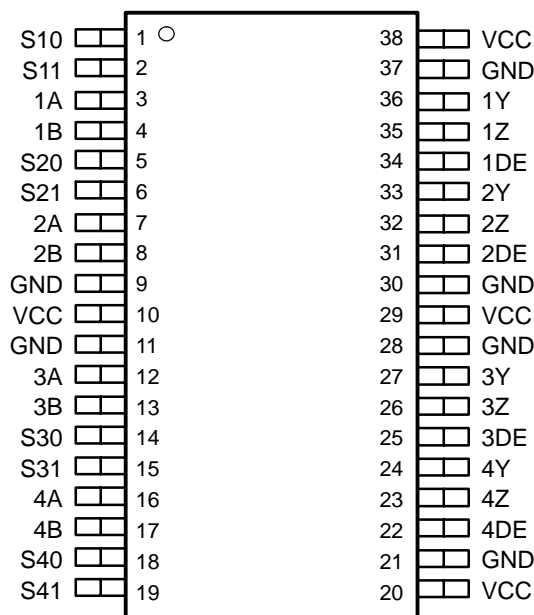 S10 1 38 VCC
S11 2 37 GND
1A 3 36 1Y
1B 4 35 1Z
S20 5 34 1DE
S21 6 33 2Y
2A 7 32 2Z
2B 8 31 2DE
GND 9 30 GND
VCC 10 29 VCC
GND 11 28 GND
3A 12 27 3Y
3B 13 26 3Z
S30 14 25 3DE
S31 15 24 4Y
4A 16 23 4Z
4B 17 22 4DE
S40 18 21 GND
S41 19 20 VCC